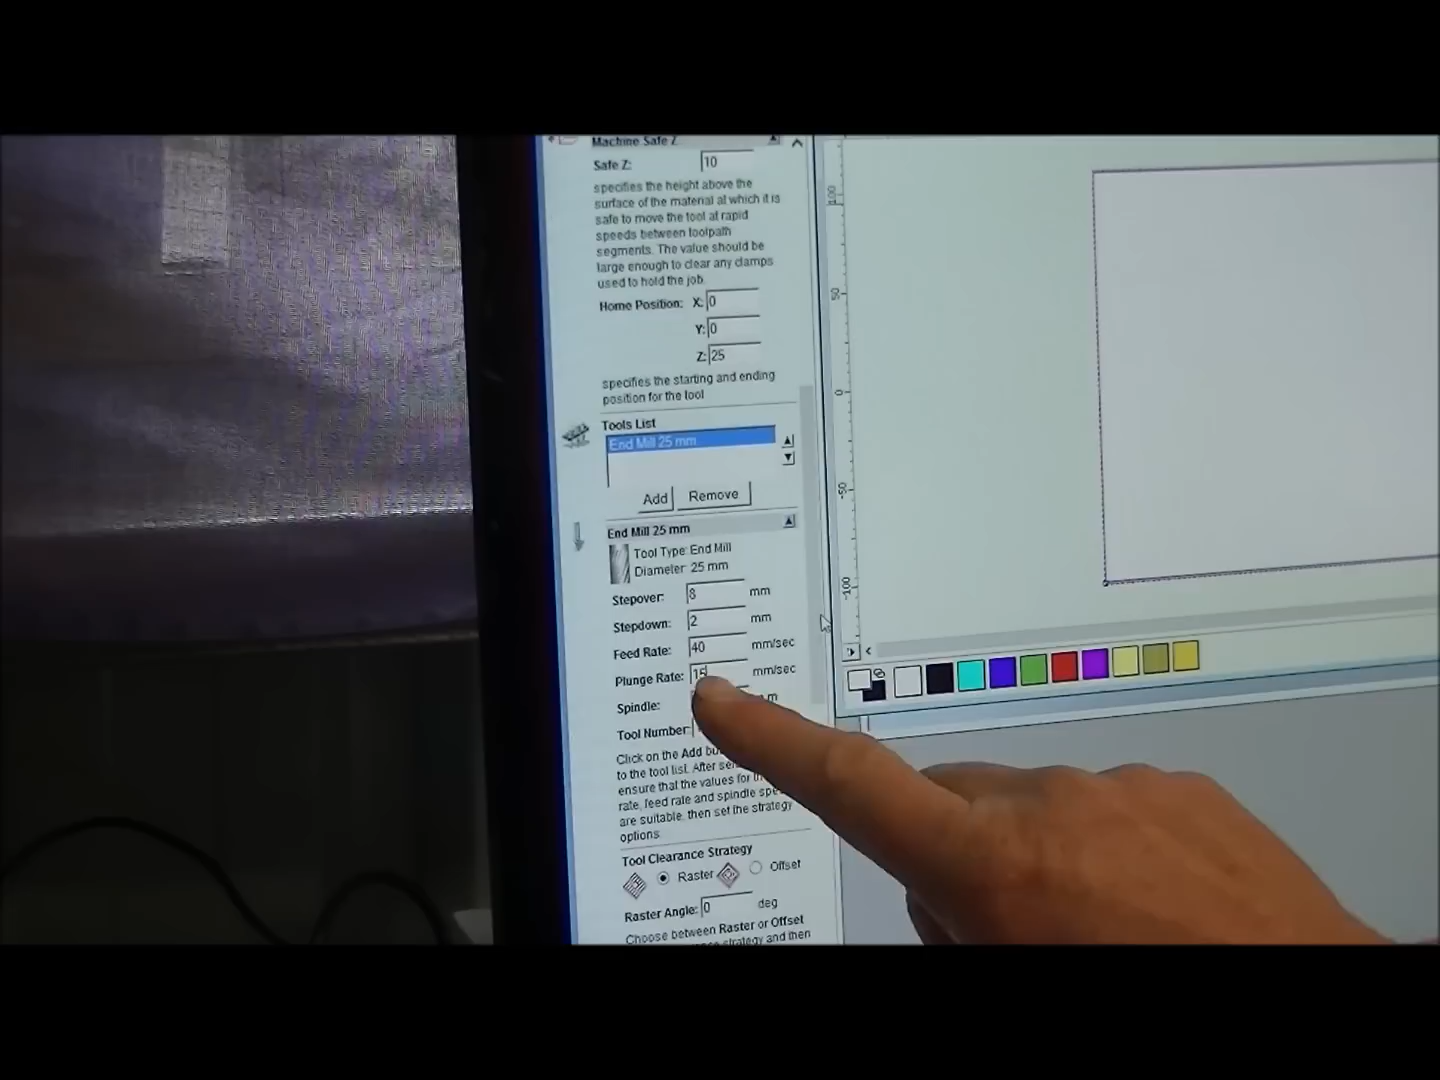 Machine Safe Z
Safe Z: 10
specifies the height above the
surface of the material at which it is
safe to move the tool at rapid
speeds between toolpath
segments. The value should be
large enough to clear any clamps
used to hold the job.
Home Position: X: 0
Y: 0
Z: 25
specifies the starting and ending
position for the tool
Tools List
End Mill 25 mm
Add Remove
End Mill 25 mm
Tool Type: End Mill
Diameter: 25 mm
Stepover: 8 mm
Stepdown: 2 mm
Feed Rate: 40 mm/sec
Plunge Rate: 15 mm/sec
Spindle:
Tool Number:
Click on the Add
to the tool list. After
ensure that the values for
rate, feed rate and spindle
are suitable, then set the strategy
options.
Tool Clearance Strategy
Raster Offset
Raster Angle: 0 deg
Choose between Raster or Offset
strategy and then
100
50
0
-50
-100